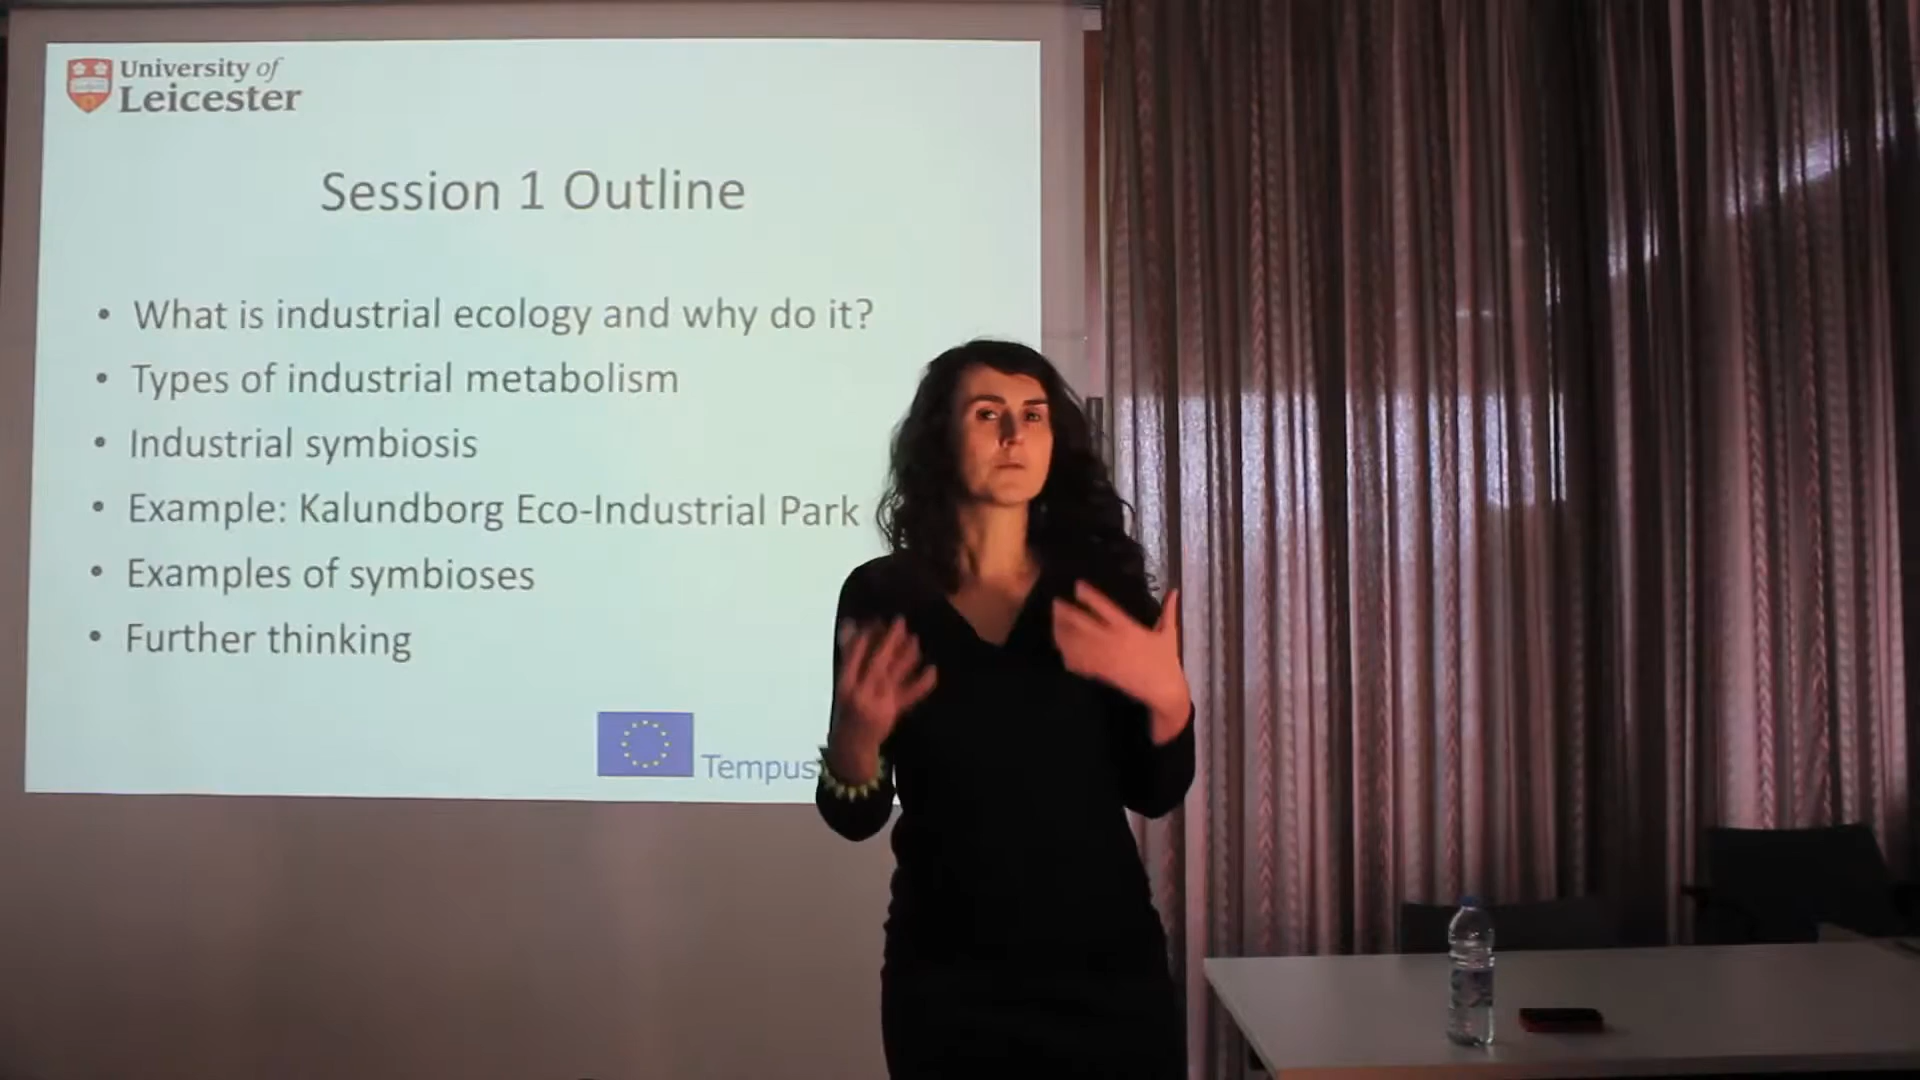 University of
Leicester
Session 1 Outline
• What is industrial ecology and why do it?
• Types of industrial metabolism
• Industrial symbiosis
• Example: Kalundborg Eco-Industrial Park
• Examples of symbioses
• Further thinking
Tempus